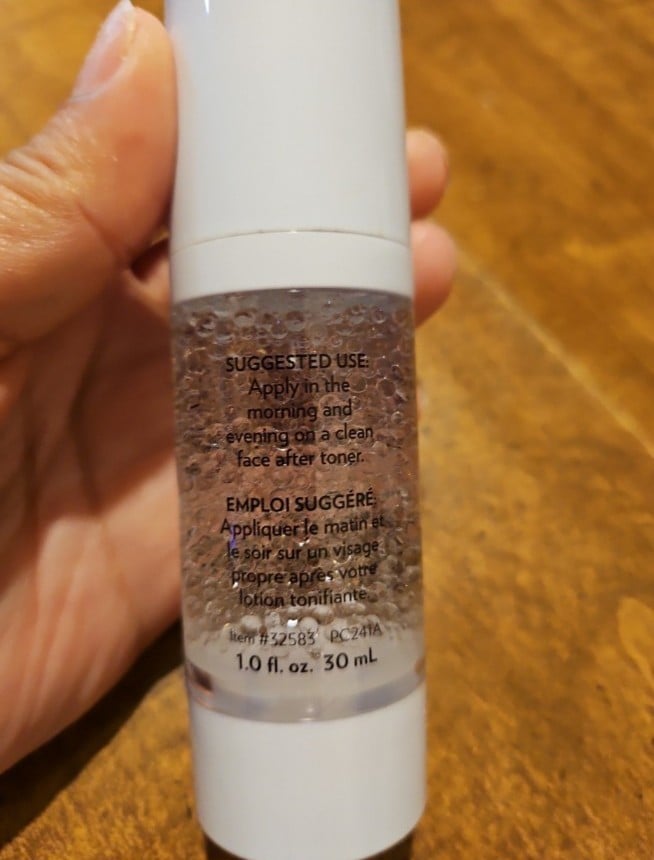 SUGGESTED USE:
Apply in the
morning and
evening on a clean
face after toner.
EMPLOI SUGGÉRÉ:
Appliquer le matin et
le soir sur un visage
propre après votre
lotion tonifiante.
Item #32583 PC241A
1.0 fl. oz. 30 mL